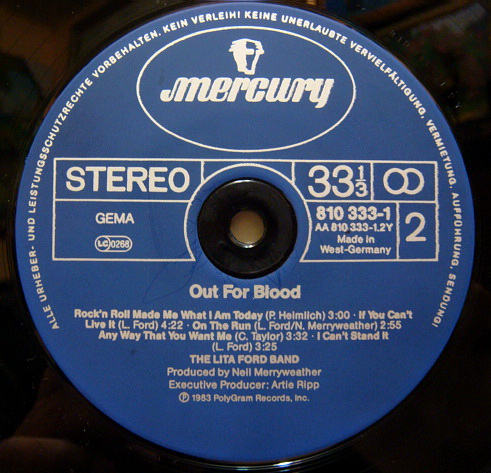 ALLE URHEBER- UND LEISTUNGSSCHUTZRECHTE VORBEHALTEN. KEIN VERLEIH! KEINE UNERLAUBTE VERVIELFÄLTIGUNG, VERMIETUNG, AUFFÜHRUNG, SENDUNG!
mercury
STEREO
33 1/3
GEMA
LC 0268
810 333-1
AA 810 333-1.2Y
Made in
West-Germany
2
Out For Blood
Rock'n Roll Made Me What I Am Today (P. Heimlich) 3:00 · If You Can't
Live It (L. Ford) 4:22 · On The Run (L. Ford/N. Merryweather) 2:55
Any Way That You Want Me (C. Taylor) 3:32 · I Can't Stand It
(L. Ford) 3:25
THE LITA FORD BAND
Produced by Neil Merryweather
Executive Producer: Artie Ripp
Ⓟ 1983 PolyGram Records, Inc.